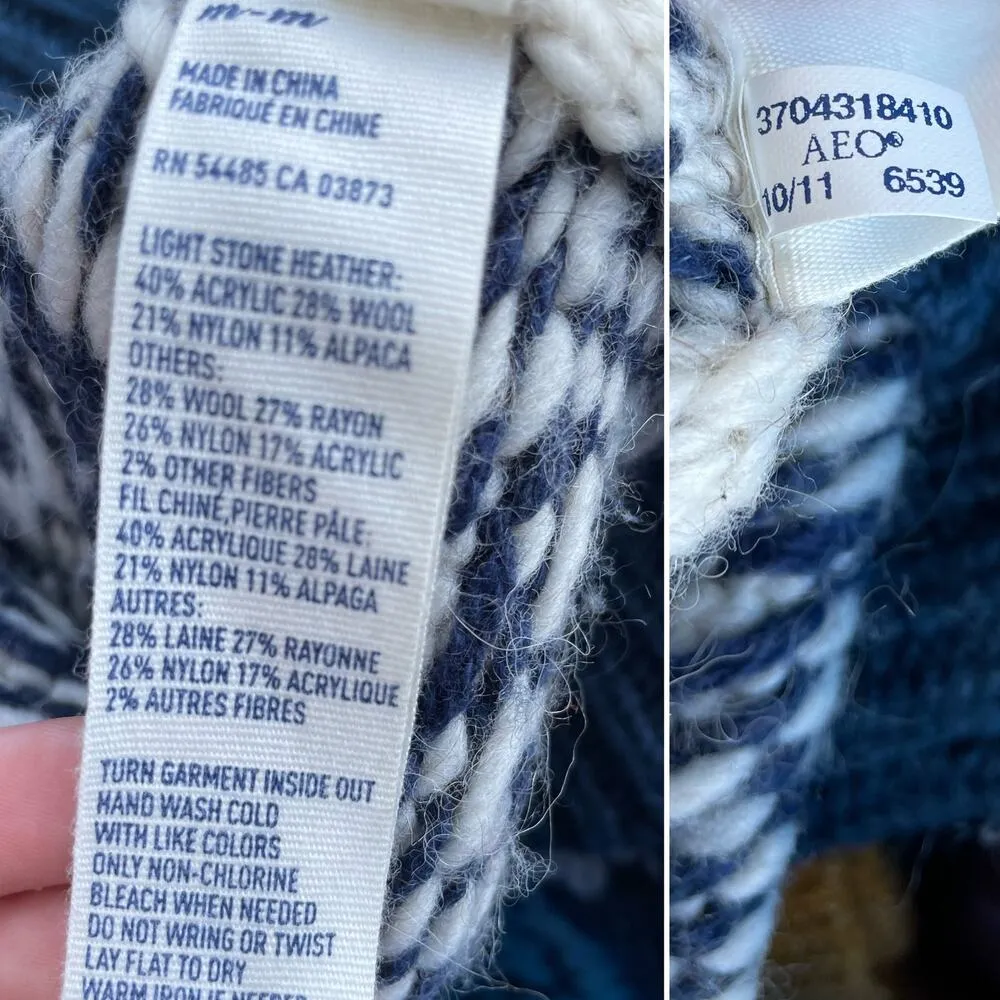 m-m
MADE IN CHINA
FABRIQUÉ EN CHINE
RN 54485 CA 03873
LIGHT STONE HEATHER:
40% ACRYLIC 28% WOOL
21% NYLON 11% ALPACA
OTHERS:
28% WOOL 27% RAYON
26% NYLON 17% ACRYLIC
2% OTHER FIBERS
FIL CHINÉ,PIERRE PÂLE:
40% ACRYLIQUE 28% LAINE
21% NYLON 11% ALPAGA
AUTRES:
28% LAINE 27% RAYONNE
26% NYLON 17% ACRYLIQUE
2% AUTRES FIBRES
TURN GARMENT INSIDE OUT
HAND WASH COLD
WITH LIKE COLORS
ONLY NON-CHLORINE
BLEACH WHEN NEEDED
DO NOT WRING OR TWIST
LAY FLAT TO DRY
WARM IRON IF NEEDED
3704318410
AEO®
10/11 6539